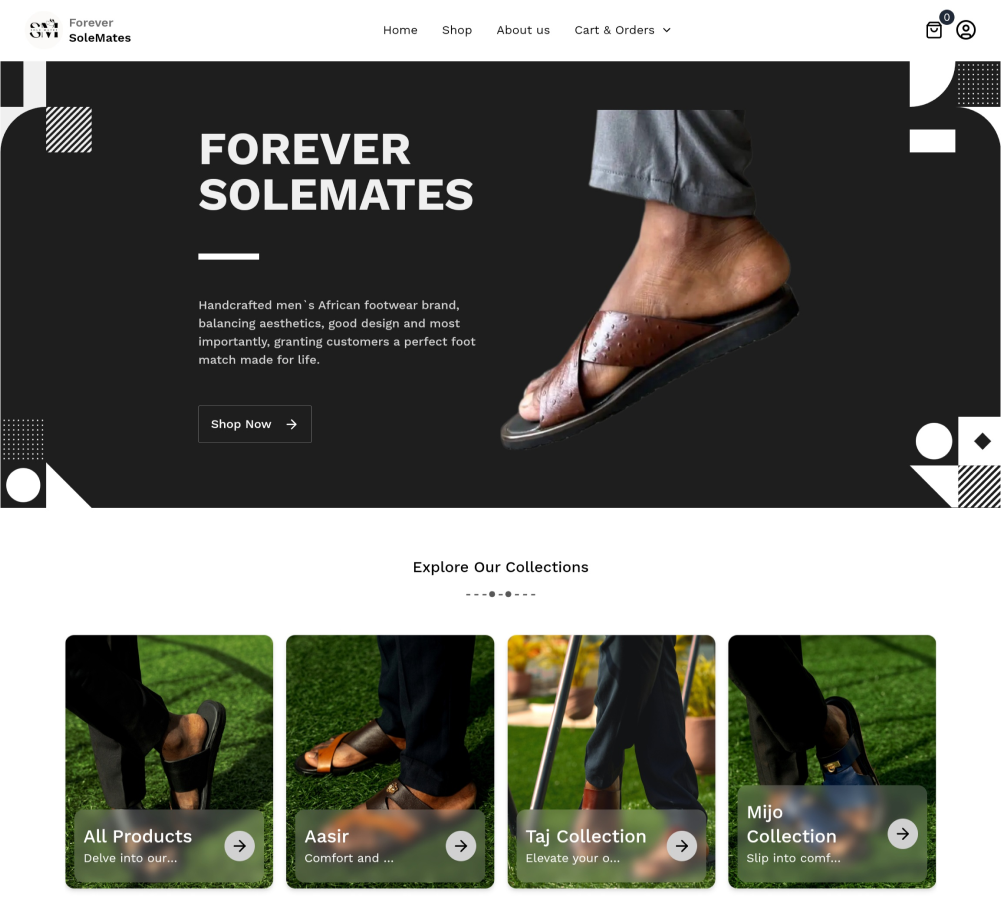 SM
Forever
SoleMates
Home
Shop
About us
Cart & Orders
0
FOREVER
SOLEMATES
Handcrafted men`s African footwear brand,
balancing aesthetics, good design and most
importantly, granting customers a perfect foot
match made for life.
Shop Now
Explore Our Collections
All Products
Delve into our...
Aasir
Comfort and ...
Taj Collection
Elevate your o...
Mijo
Collection
Slip into comf...